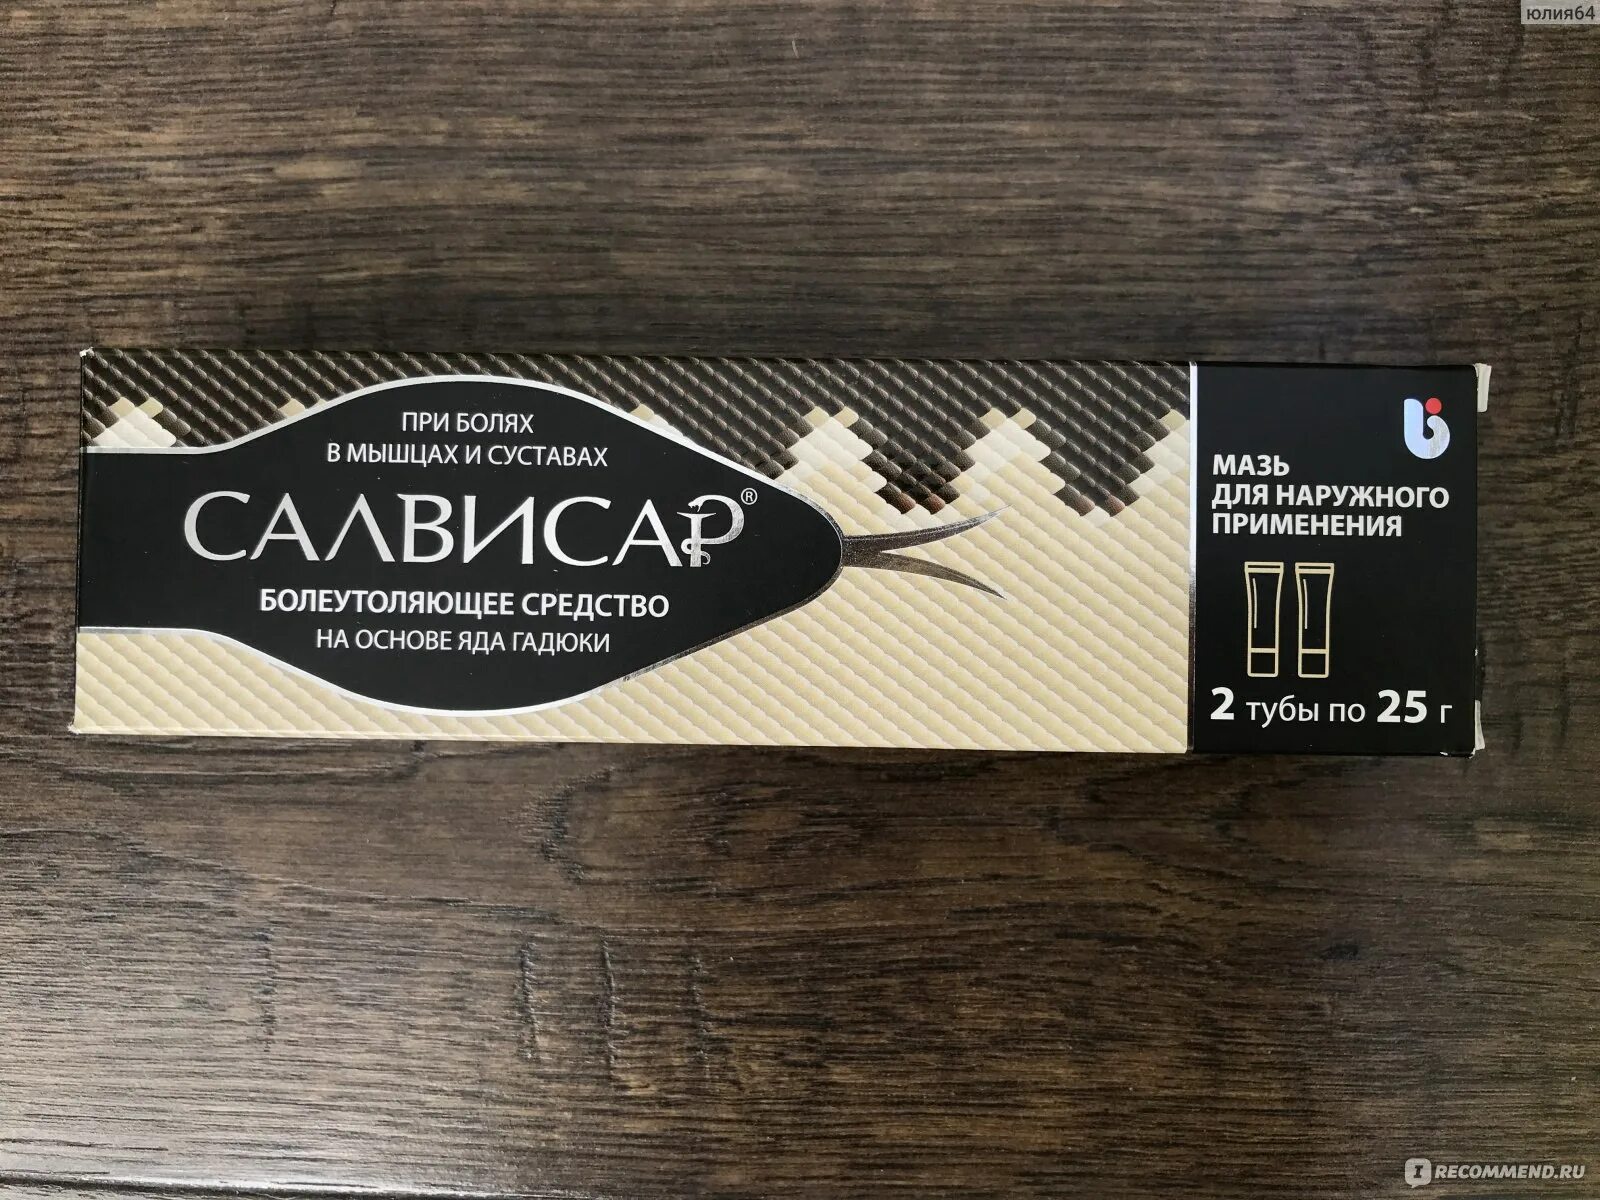 юлия64
ПРИ БОЛЯХ
В МЫШЦАХ И СУСТАВАХ
САЛВИСАР®
БОЛЕУТОЛЯЮЩЕЕ СРЕДСТВО
НА ОСНОВЕ ЯДА ГАДЮКИ
МАЗЬ
ДЛЯ НАРУЖНОГО
ПРИМЕНЕНИЯ
2 тубы по 25 г
IRECOMMEND.RU